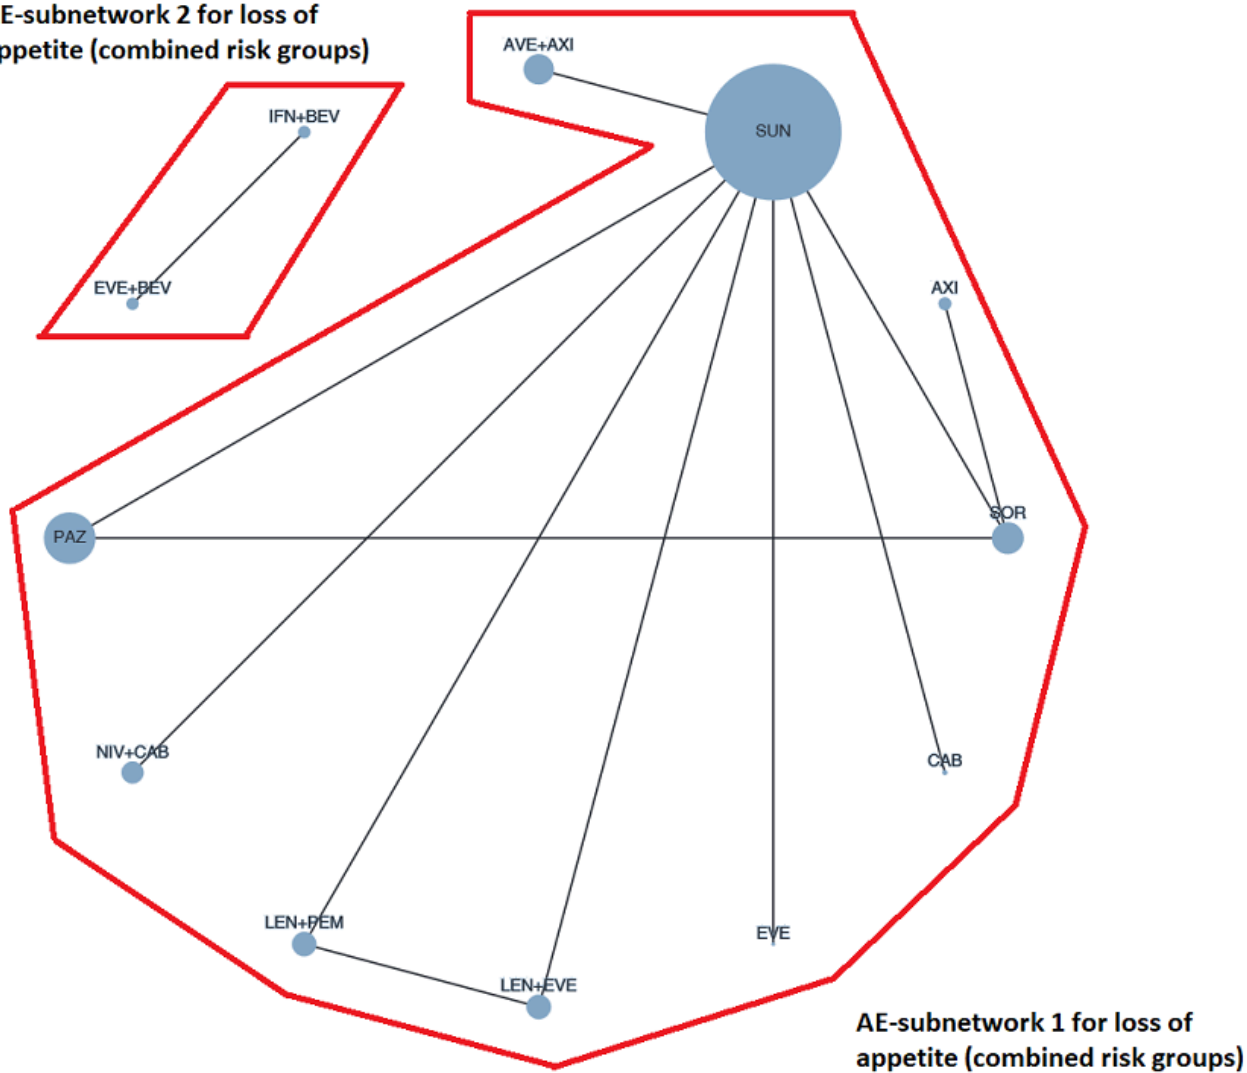 E-subnetwork 2 for loss of
ppetite (combined risk groups)
AVE+AXI
IFN+BEV
SUN
EVE+BEV
AXI
SOR
PAZ
NIV+CAB
CAB
LEN+PEM
EVE
LEN+EVE
AE-subnetwork 1 for loss of
appetite (combined risk groups)